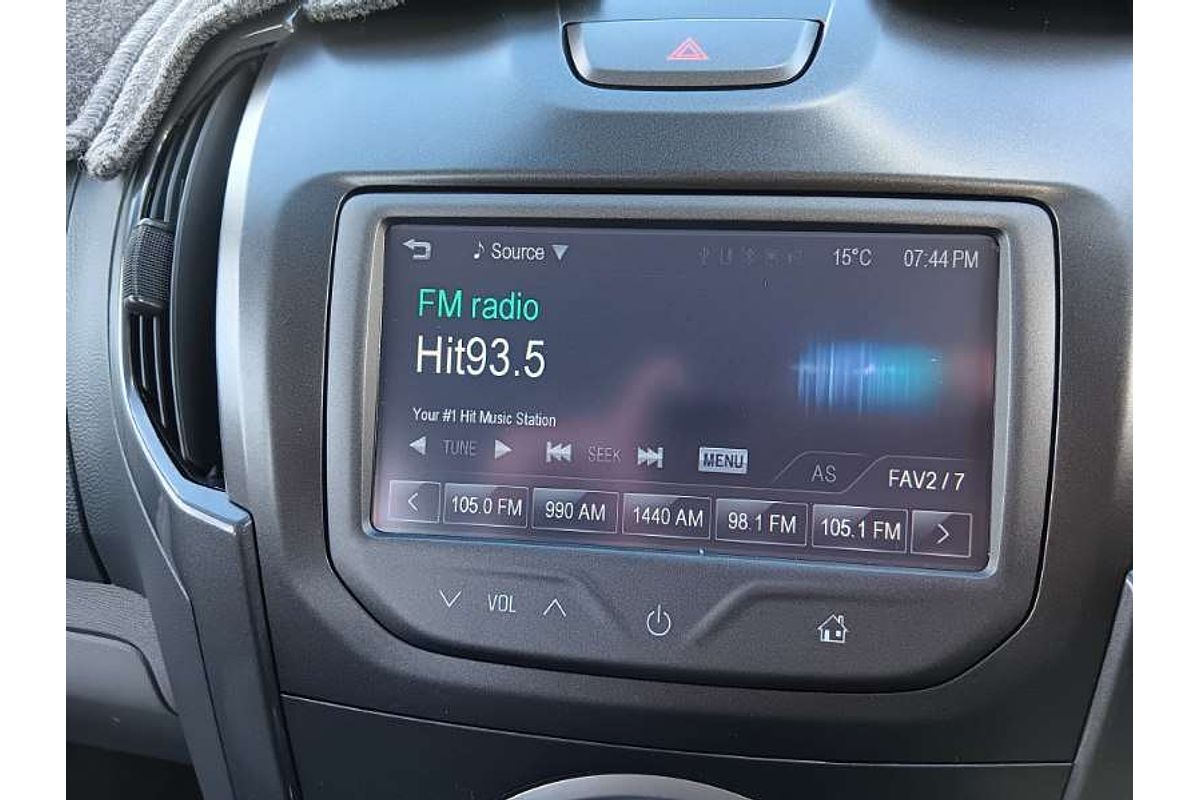 Source
15°C
07:44 PM
FM radio
Hit93.5
Your #1 Hit Music Station
TUNE
SEEK
MENU
AS
FAV2 / 7
105.0 FM
990 AM
1440 AM
98.1 FM
105.1 FM
VOL